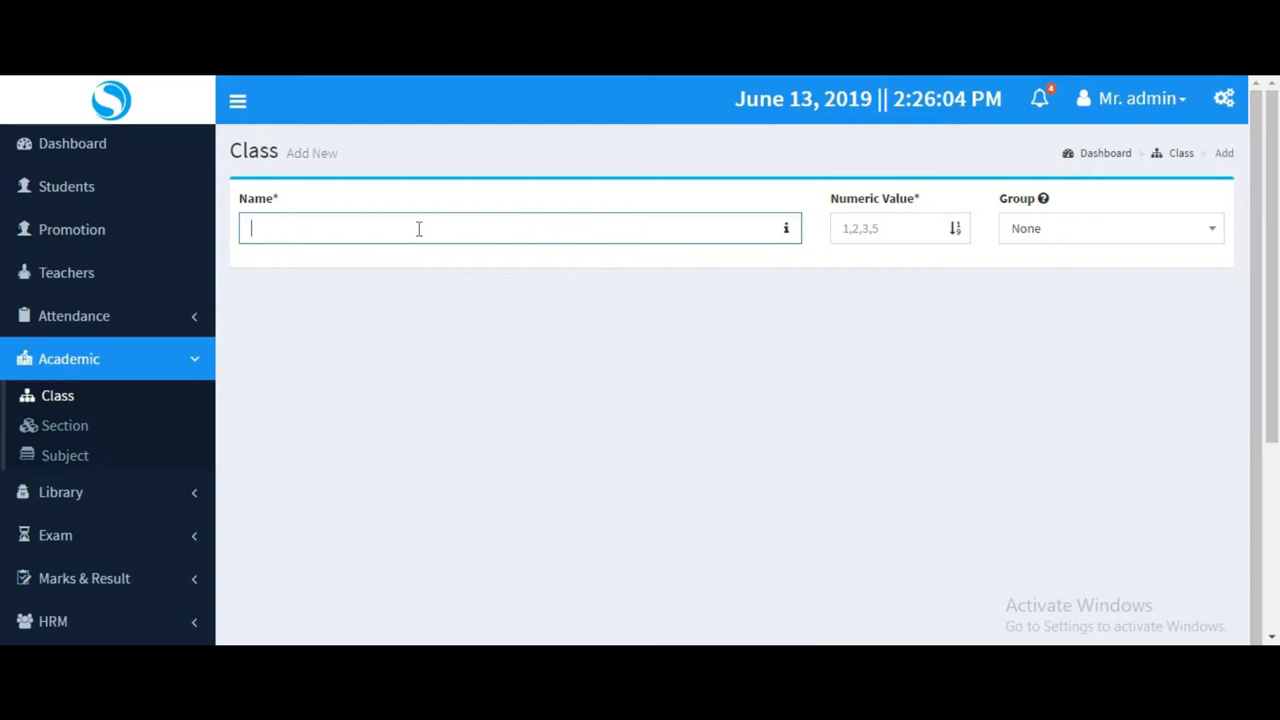 June 13, 2019 || 2:26:04 PM
4
Mr. admin
Dashboard
Students
Promotion
Teachers
Attendance
Academic
Class
Section
Subject
Library
Exam
Marks & Result
HRM
Class Add New
Dashboard > Class > Add
Name*
Numeric Value*
Group
1,2,3,5
None
Activate Windows
Go to Settings to activate Windows.